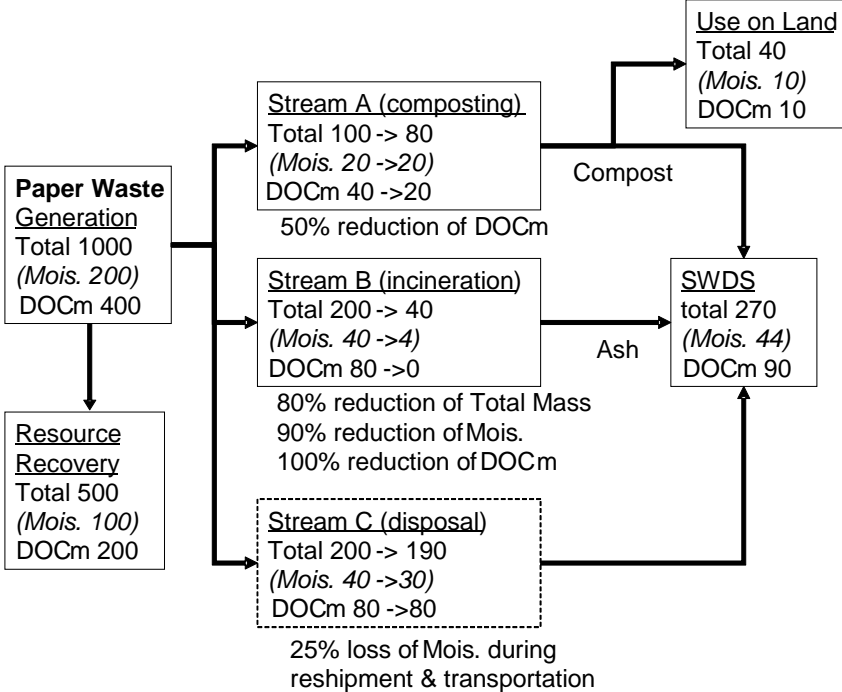 Paper Waste
Generation
Total 1000
(Mois. 200)
DOCm 400
Resource
Recovery
Total 500
(Mois. 100)
DOCm 200
Stream A (composting)
Total 100 -> 80
(Mois. 20 ->20)
DOCm 40 ->20
50% reduction of DOCm
Stream B (incineration)
Total 200 -> 40
(Mois. 40 ->4)
DOCm 80 ->0
80% reduction of Total Mass
90% reduction of Mois.
100% reduction of DOCm
Stream C (disposal)
Total 200 -> 190
(Mois. 40 ->30)
DOCm 80 ->80
25% loss of Mois. during
reshipment & transportation
Compost
Ash
Use on Land
Total 40
(Mois. 10)
DOCm 10
SWDS
total 270
(Mois. 44)
DOCm 90